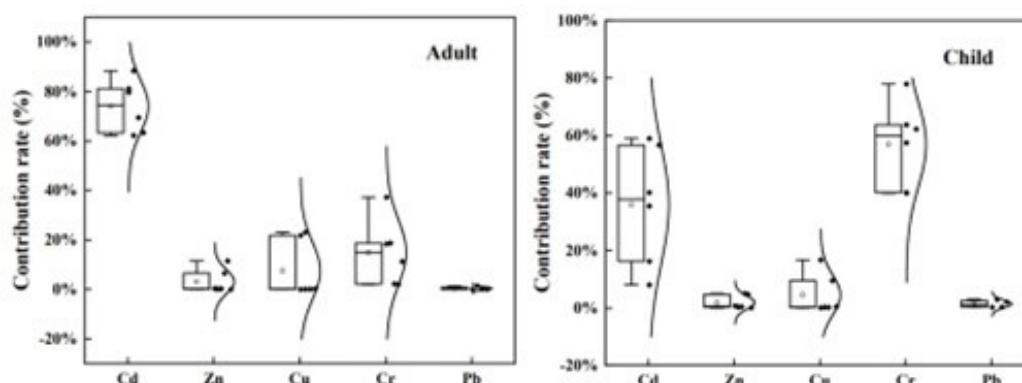 Adult
Contribution rate (%)
100%
80%
60%
40%
20%
0%
-20%
Cd Zn Cu Cr Pb
Child
Contribution rate (%)
100%
80%
60%
40%
20%
0%
-20%
Cd Zn Cu Cr Pb